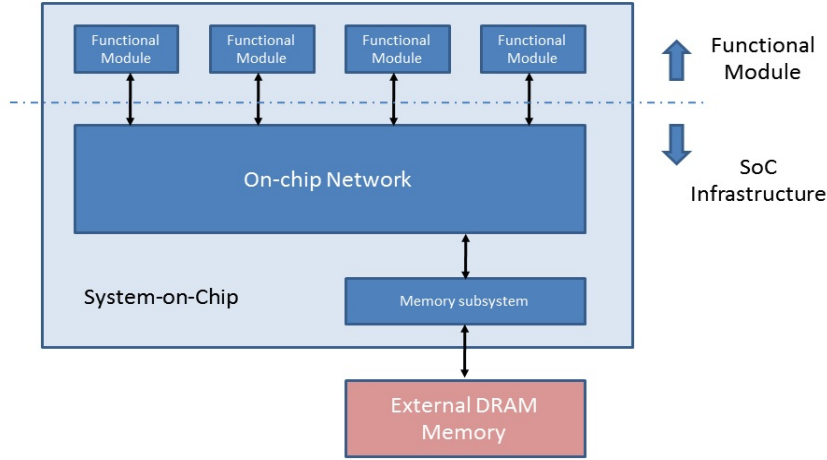 Functional
Module
Functional
Module
Functional
Module
Functional
Module
Functional
Module
On-chip Network
SoC
Infrastructure
System-on-Chip
Memory subsystem
External DRAM
Memory